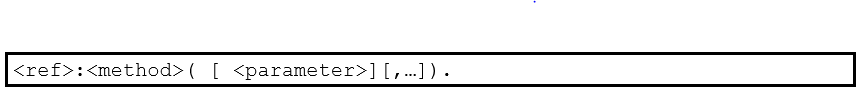 <ref>:<method>( [ <parameter>][,…]).